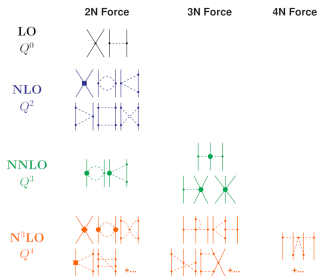 2N Force 3N Force 4N Force
LO
Q⁰
NLO
Q²
NNLO
Q³
N³LO
Q⁴
+... +... +...